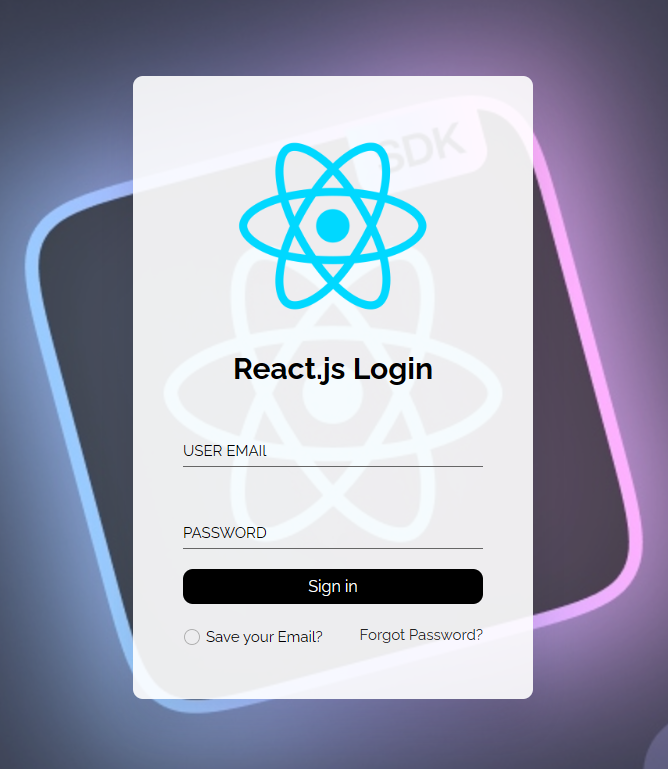 SDK
React.js Login
USER EMAIl
PASSWORD
Sign in
Save your Email?
Forgot Password?